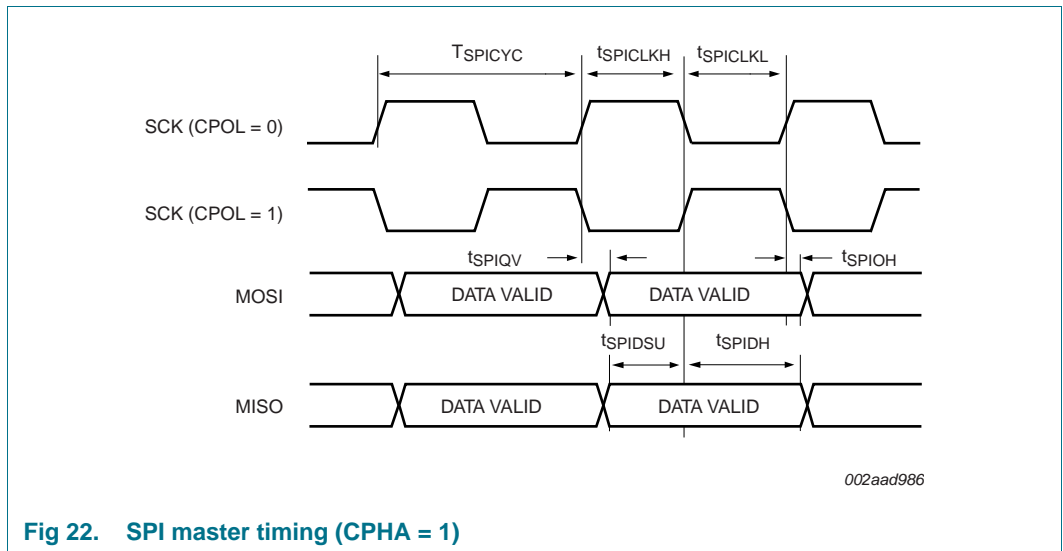 TSPICYC tSPICLKH tSPICLKL
SCK (CPOL = 0)
SCK (CPOL = 1)
tSPIQV tSPIOH
MOSI DATA VALID DATA VALID
tSPIDSU tSPIDH
MISO DATA VALID DATA VALID
002aad986
Fig 22. SPI master timing (CPHA = 1)